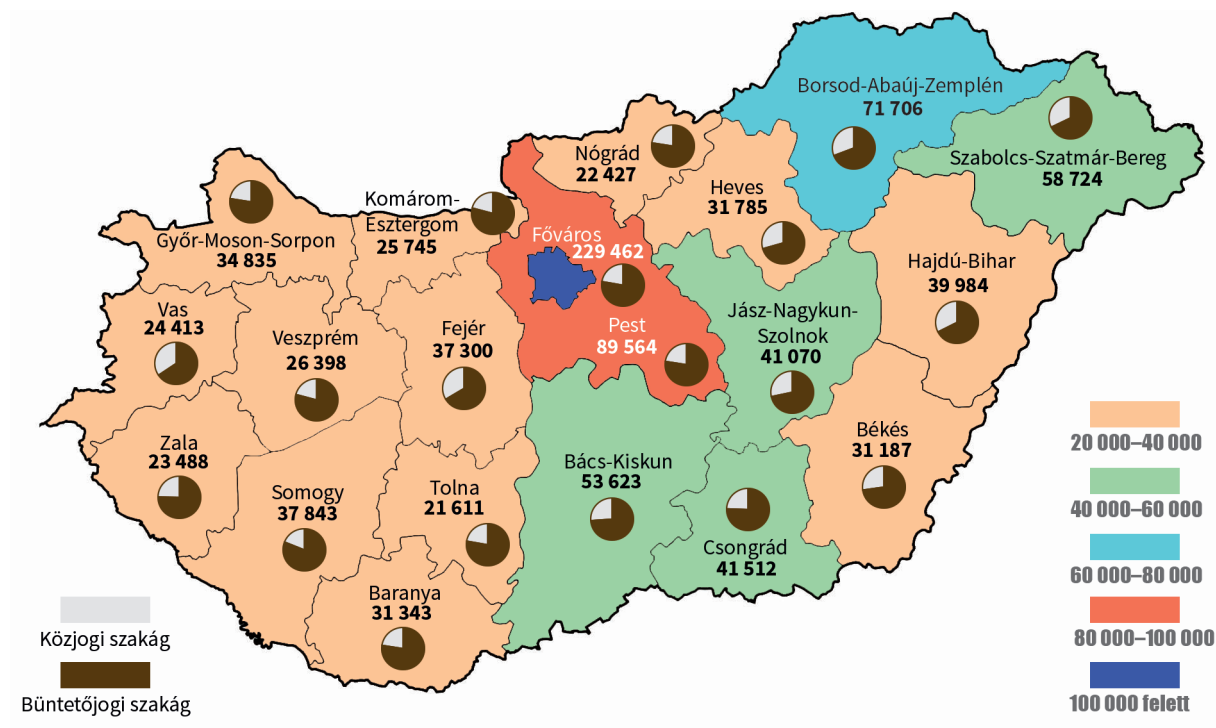 Borsod-Abaúj-Zemplén
71 706
Szabolcs-Szatmár-Bereg
58 724
Nógrád
22 427
Heves
31 785
Komárom-
Esztergom
25 745
Győr-Moson-Sorpon
34 835
Főváros
229 462
Hajdú-Bihar
39 984
Vas
24 413
Veszprém
26 398
Fejér
37 300
Pest
89 564
Jász-Nagykun-
Szolnok
41 070
Zala
23 488
Somogy
37 843
Tolna
21 611
Bács-Kiskun
53 623
Békés
31 187
Csongrád
41 512
Baranya
31 343
Közjogi szakág
Büntetőjogi szakág
20 000–40 000
40 000–60 000
60 000–80 000
80 000–100 000
100 000 felett